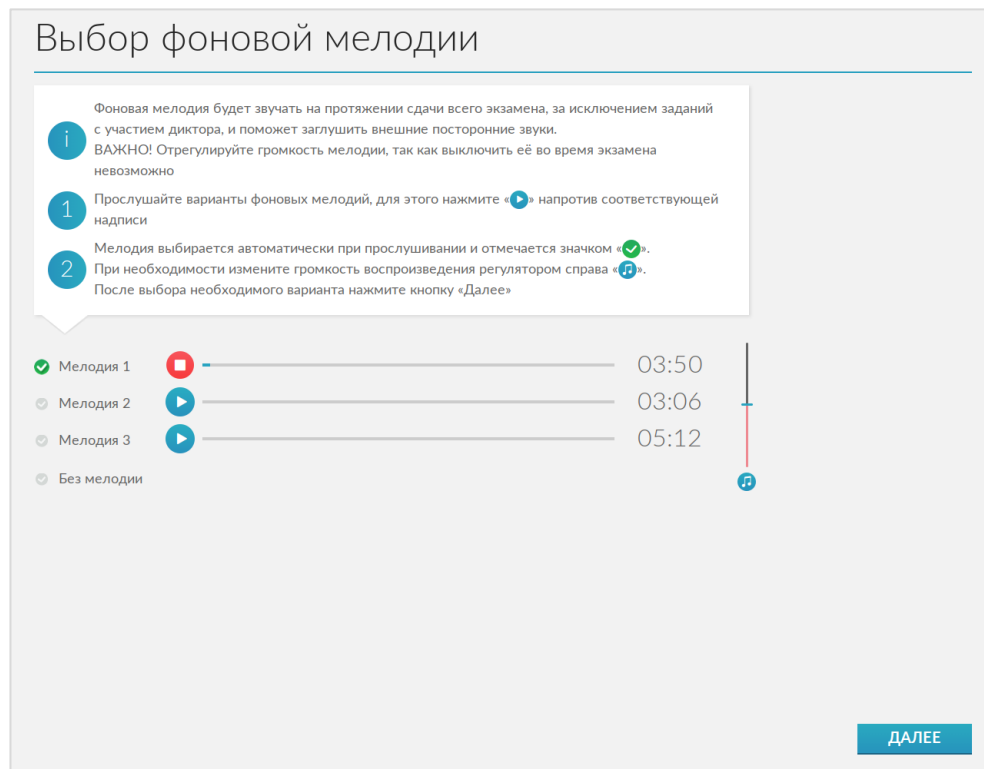 Выбор фоновой мелодии
i
Фоновая мелодия будет звучать на протяжении сдачи всего экзамена, за исключением заданий
с участием диктора, и поможет заглушить внешние посторонние звуки.
ВАЖНО! Отрегулируйте громкость мелодии, так как выключить её во время экзамена
невозможно
1
Прослушайте варианты фоновых мелодий, для этого нажмите «» напротив соответствующей
надписи
2
Мелодия выбирается автоматически при прослушивании и отмечается значком «».
При необходимости измените громкость воспроизведения регулятором справа «».
После выбора необходимого варианта нажмите кнопку «Далее»
Мелодия 1 03:50
Мелодия 2 03:06
Мелодия 3 05:12
Без мелодии
ДАЛЕЕ